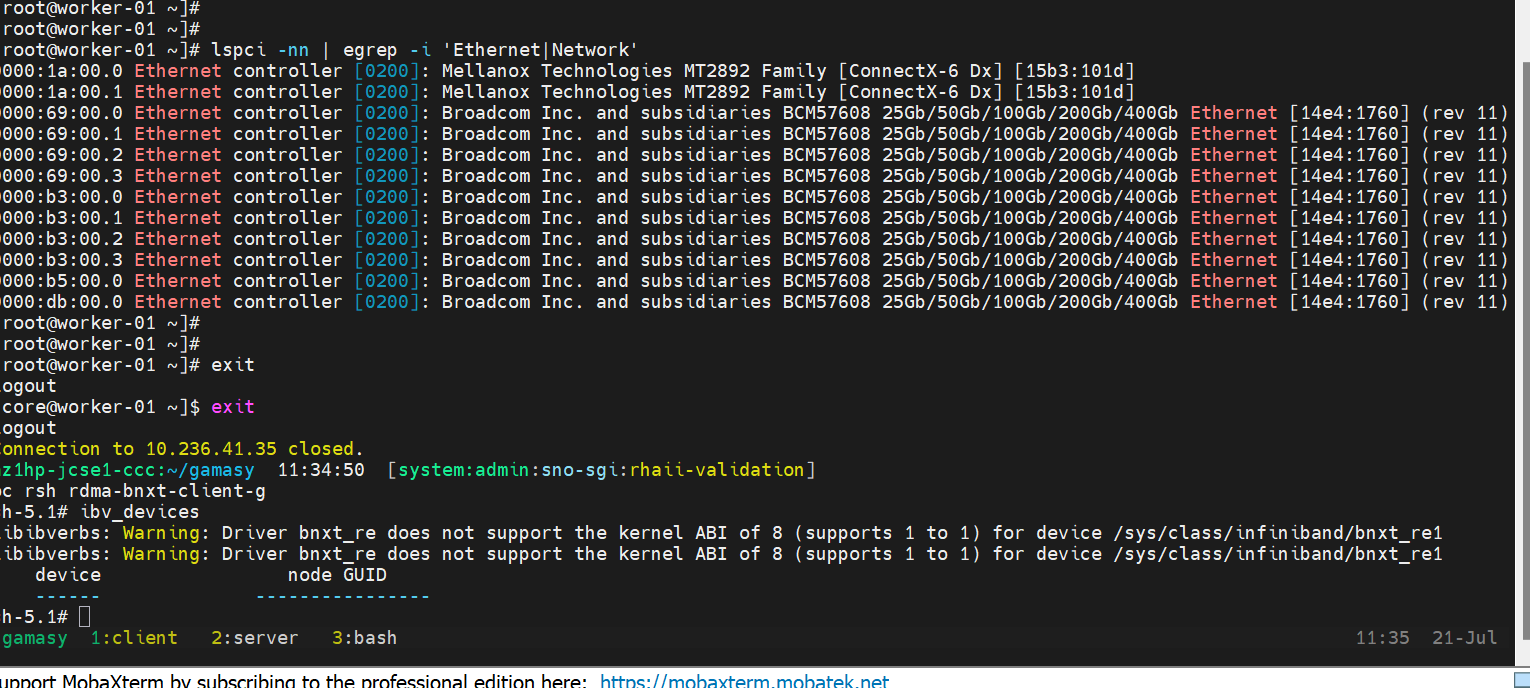 root@worker-01 ~]#
root@worker-01 ~]#
root@worker-01 ~]# lspci -nn | egrep -i 'Ethernet|Network'
0000:1a:00.0 Ethernet controller [0200]: Mellanox Technologies MT2892 Family [ConnectX-6 Dx] [15b3:101d]
0000:1a:00.1 Ethernet controller [0200]: Mellanox Technologies MT2892 Family [ConnectX-6 Dx] [15b3:101d]
0000:69:00.0 Ethernet controller [0200]: Broadcom Inc. and subsidiaries BCM57608 25Gb/50Gb/100Gb/200Gb/400Gb Ethernet [14e4:1760] (rev 11)
0000:69:00.1 Ethernet controller [0200]: Broadcom Inc. and subsidiaries BCM57608 25Gb/50Gb/100Gb/200Gb/400Gb Ethernet [14e4:1760] (rev 11)
0000:69:00.2 Ethernet controller [0200]: Broadcom Inc. and subsidiaries BCM57608 25Gb/50Gb/100Gb/200Gb/400Gb Ethernet [14e4:1760] (rev 11)
0000:69:00.3 Ethernet controller [0200]: Broadcom Inc. and subsidiaries BCM57608 25Gb/50Gb/100Gb/200Gb/400Gb Ethernet [14e4:1760] (rev 11)
0000:b3:00.0 Ethernet controller [0200]: Broadcom Inc. and subsidiaries BCM57608 25Gb/50Gb/100Gb/200Gb/400Gb Ethernet [14e4:1760] (rev 11)
0000:b3:00.1 Ethernet controller [0200]: Broadcom Inc. and subsidiaries BCM57608 25Gb/50Gb/100Gb/200Gb/400Gb Ethernet [14e4:1760] (rev 11)
0000:b3:00.2 Ethernet controller [0200]: Broadcom Inc. and subsidiaries BCM57608 25Gb/50Gb/100Gb/200Gb/400Gb Ethernet [14e4:1760] (rev 11)
0000:b3:00.3 Ethernet controller [0200]: Broadcom Inc. and subsidiaries BCM57608 25Gb/50Gb/100Gb/200Gb/400Gb Ethernet [14e4:1760] (rev 11)
0000:b5:00.0 Ethernet controller [0200]: Broadcom Inc. and subsidiaries BCM57608 25Gb/50Gb/100Gb/200Gb/400Gb Ethernet [14e4:1760] (rev 11)
0000:db:00.0 Ethernet controller [0200]: Broadcom Inc. and subsidiaries BCM57608 25Gb/50Gb/100Gb/200Gb/400Gb Ethernet [14e4:1760] (rev 11)
root@worker-01 ~]#
root@worker-01 ~]#
root@worker-01 ~]# exit
ogout
core@worker-01 ~]$ exit
ogout
onnection to 10.236.41.35 closed.
z1hp-jcse1-ccc:~/gamasy 11:34:50 [system:admin:sno-sgi:rhaii-validation]
c rsh rdma-bnxt-client-g
h-5.1# ibv_devices
ibibverbs: Warning: Driver bnxt_re does not support the kernel ABI of 8 (supports 1 to 1) for device /sys/class/infiniband/bnxt_re1
ibibverbs: Warning: Driver bnxt_re does not support the kernel ABI of 8 (supports 1 to 1) for device /sys/class/infiniband/bnxt_re1
device node GUID
------ ----------------
h-5.1#
gamasy 1:client 2:server 3:bash 11:35 21-Jul
upport MobaXterm by subscribing to the professional edition here: https://mobaxterm.mobatek.net